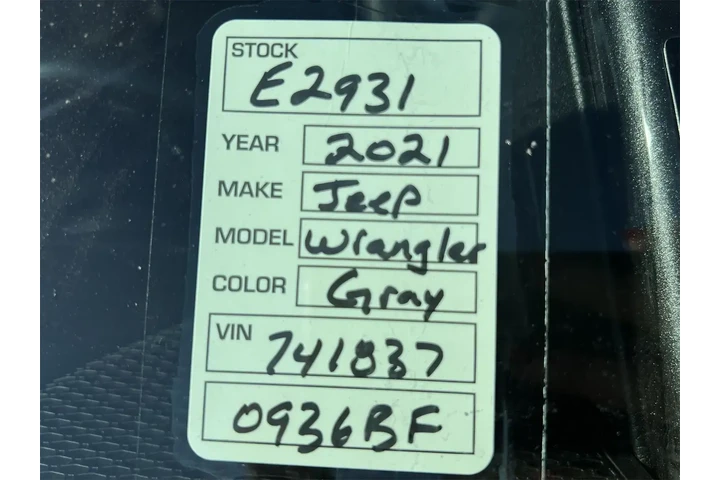 STOCK
E2931
YEAR 2021
MAKE Jeep
MODEL Wrangler
COLOR Gray
VIN 741837
0936BF